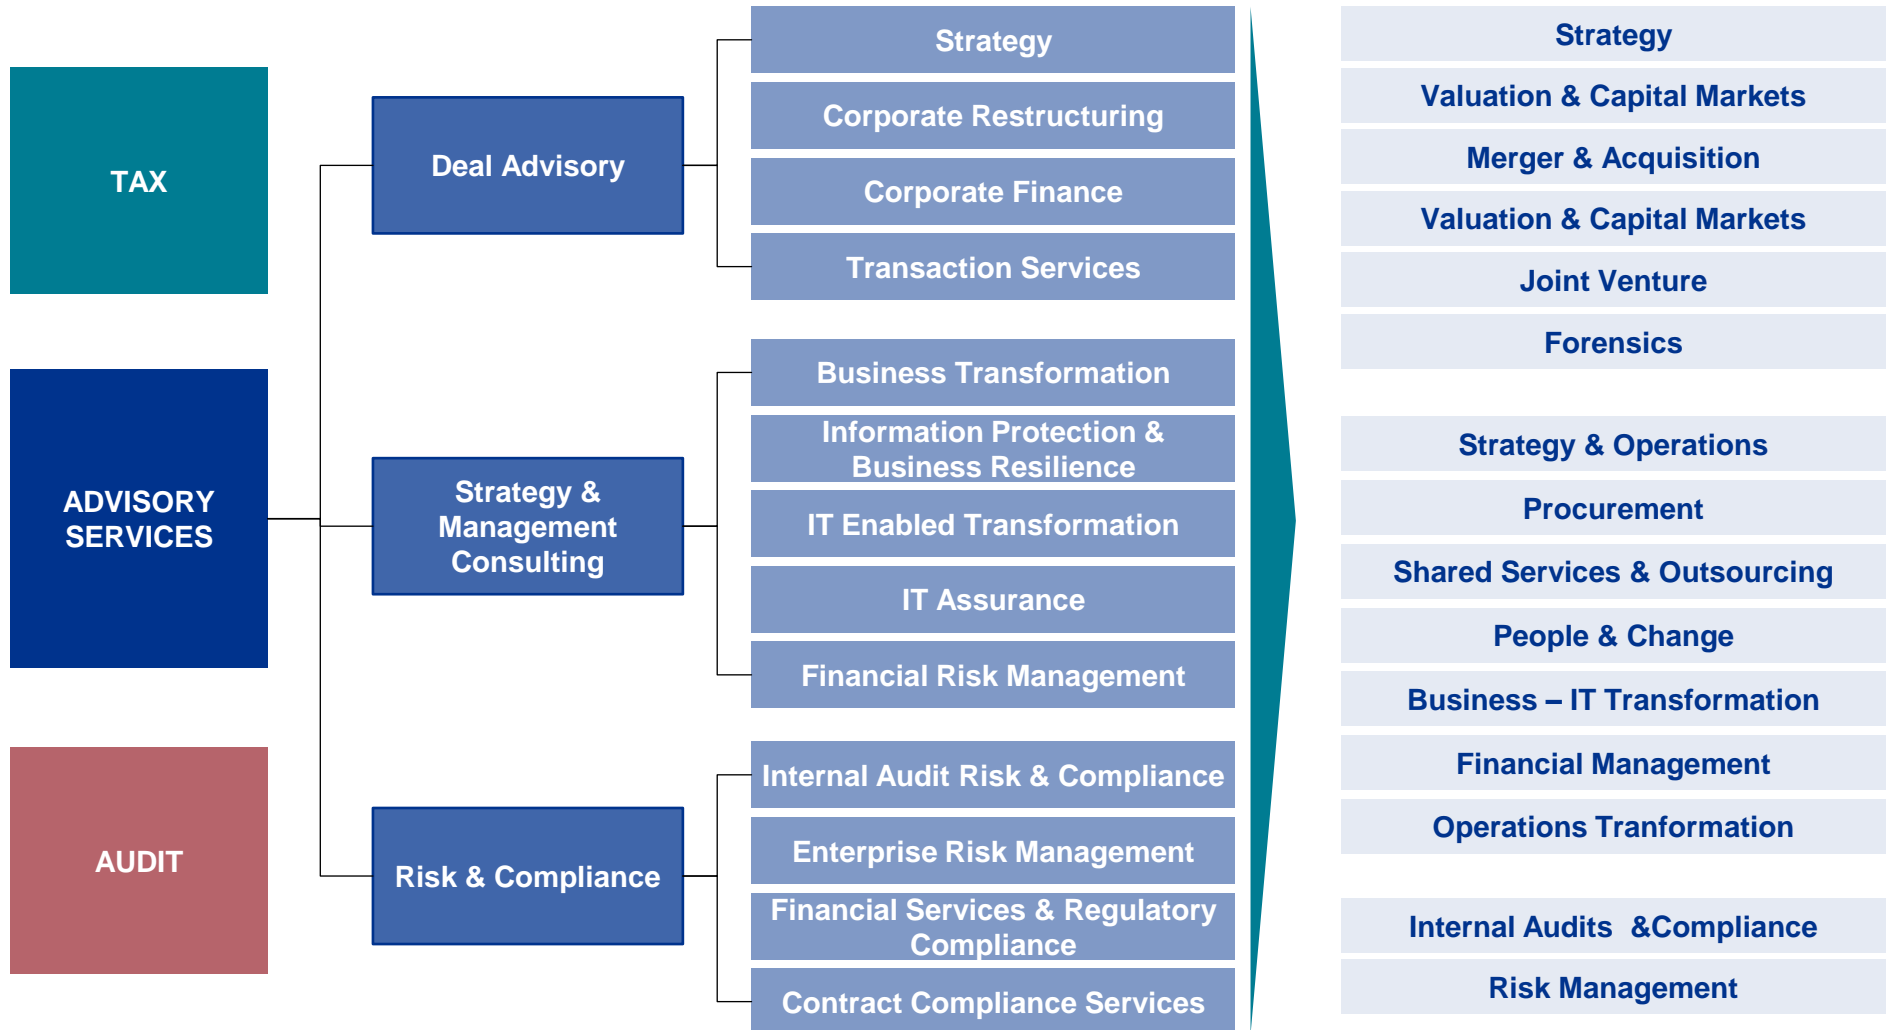 TAX
ADVISORY
SERVICES
AUDIT
Deal Advisory
Strategy &
Management
Consulting
Risk & Compliance
Strategy
Corporate Restructuring
Corporate Finance
Transaction Services
Business Transformation
Information Protection &
Business Resilience
IT Enabled Transformation
IT Assurance
Financial Risk Management
Internal Audit Risk & Compliance
Enterprise Risk Management
Financial Services & Regulatory
Compliance
Contract Compliance Services
Strategy
Valuation & Capital Markets
Merger & Acquisition
Valuation & Capital Markets
Joint Venture
Forensics
Strategy & Operations
Procurement
Shared Services & Outsourcing
People & Change
Business – IT Transformation
Financial Management
Operations Tranformation
Internal Audits  &Compliance
Risk Management